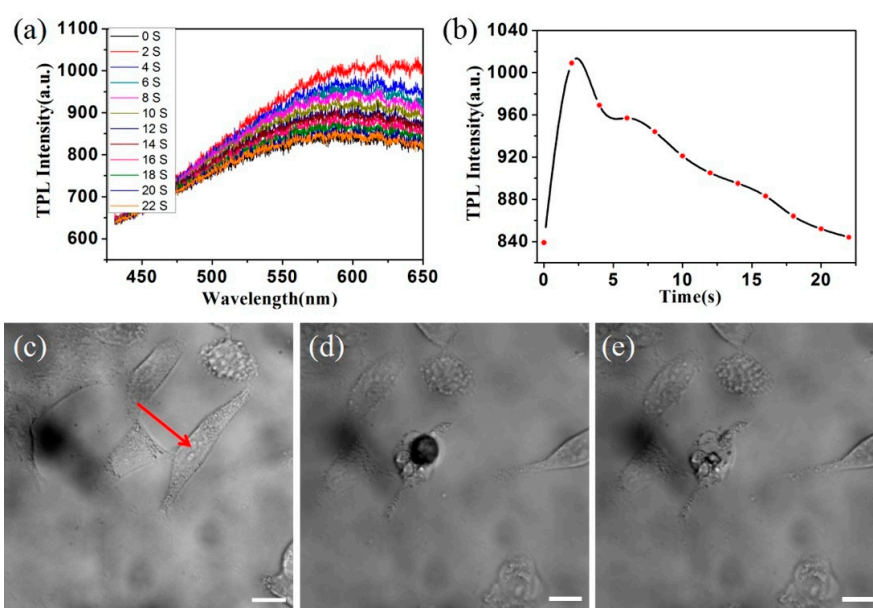 (a)
TPL Intensity(a.u.)
1100
1000
900
800
700
600
0 S
2 S
4 S
6 S
8 S
10 S
12 S
14 S
16 S
18 S
20 S
22 S
450 500 550 600 650
Wavelength(nm)
(b)
TPL Intensity(a.u.)
1040
1000
960
920
880
840
0 5 10 15 20
Time(s)
(c)
(d)
(e)